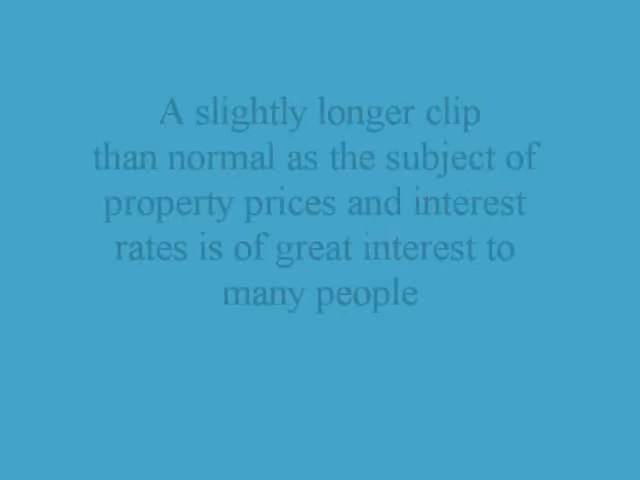 A slightly longer clip
than normal as the subject of
property prices and interest
rates is of great interest to
many people